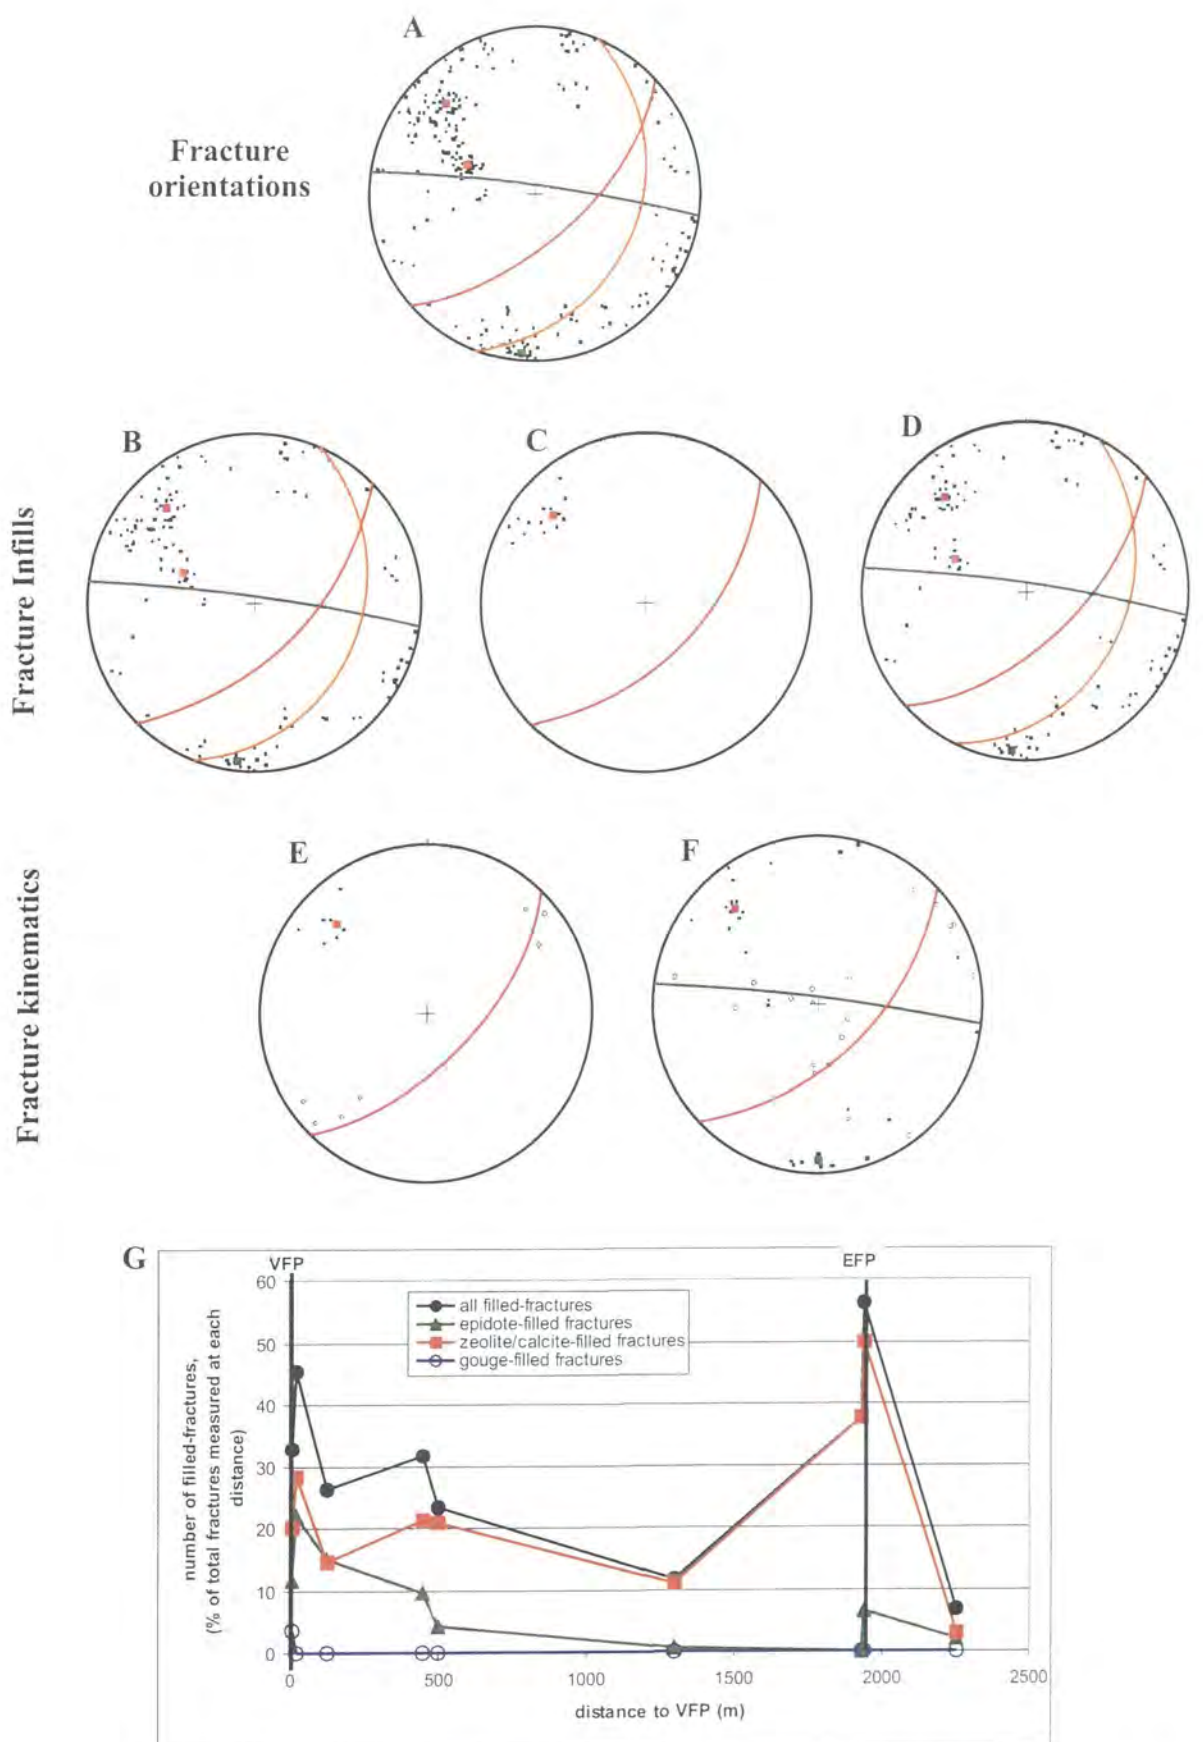 A
Fracture
orientations
B
C
D
Fracture Infills
E
F
Fracture kinematics
G
VFP
EFP
60
50
40
30
20
10
0
all filled-fractures
epidote-filled fractures
zeolite/calcite-filled fractures
gouge-filled fractures
number of filled-fractures,
(% of total fractures measured at each
distance)
0
500
1000
1500
2000
2500
distance to VFP (m)